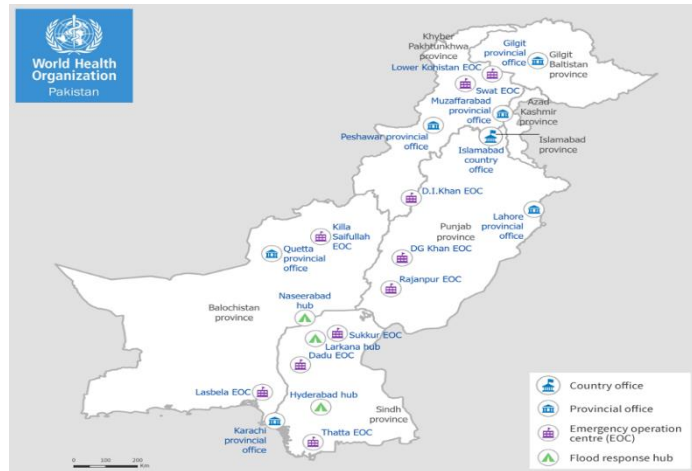 World Health
Organization
Pakistan
Khyber
Pakhtunkhwa
province
Gilgit
provincial
office
Gilgit
Baltistan
province
Lower Kohistan EOC
Swat EOC
Muzaffarabad
provincial
office
Azad
Kashmir
province
Peshawar provincial
office
Islamabad
country
office
Islamabad
province
D.I.Khan EOC
Lahore
provincial
office
Punjab
province
DG Khan EOC
Rajanpur EOC
Killa
Saifullah
EOC
Quetta
provincial
office
Naseerabad
hub
Balochistan
province
Sukkur EOC
Larkana hub
Dadu EOC
Lasbela EOC
Hyderabad hub
Sindh
province
Karachi
provincial
office
Thatta EOC
Country office
Provincial office
Emergency operation
centre (EOC)
Flood response hub
0 100 200
Km